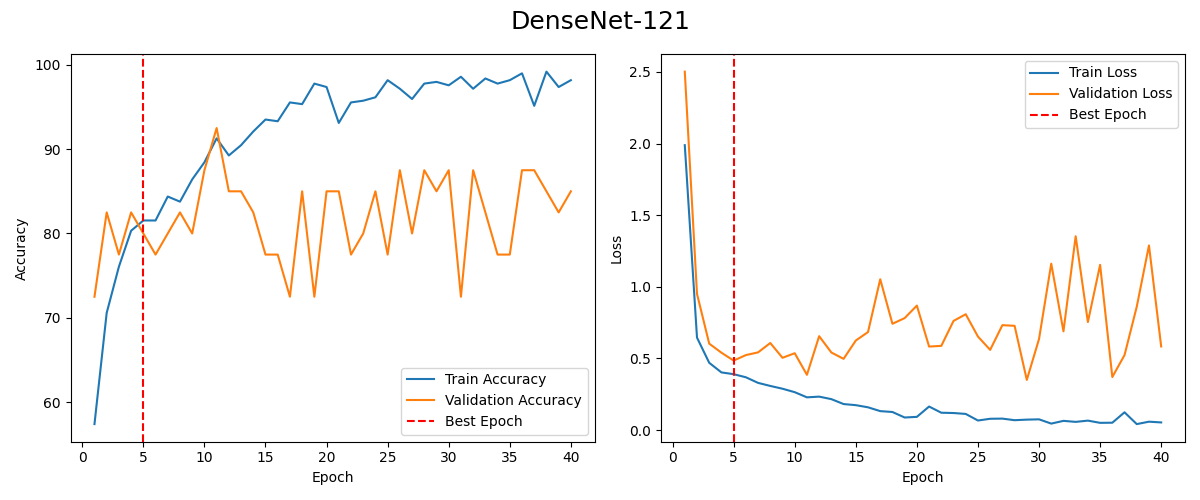 DenseNet-121
100
90
80
70
60
Accuracy
0 5 10 15 20 25 30 35 40
Epoch
Train Accuracy
Validation Accuracy
Best Epoch
2.5
2.0
1.5
1.0
0.5
0.0
Loss
0 5 10 15 20 25 30 35 40
Epoch
Train Loss
Validation Loss
Best Epoch